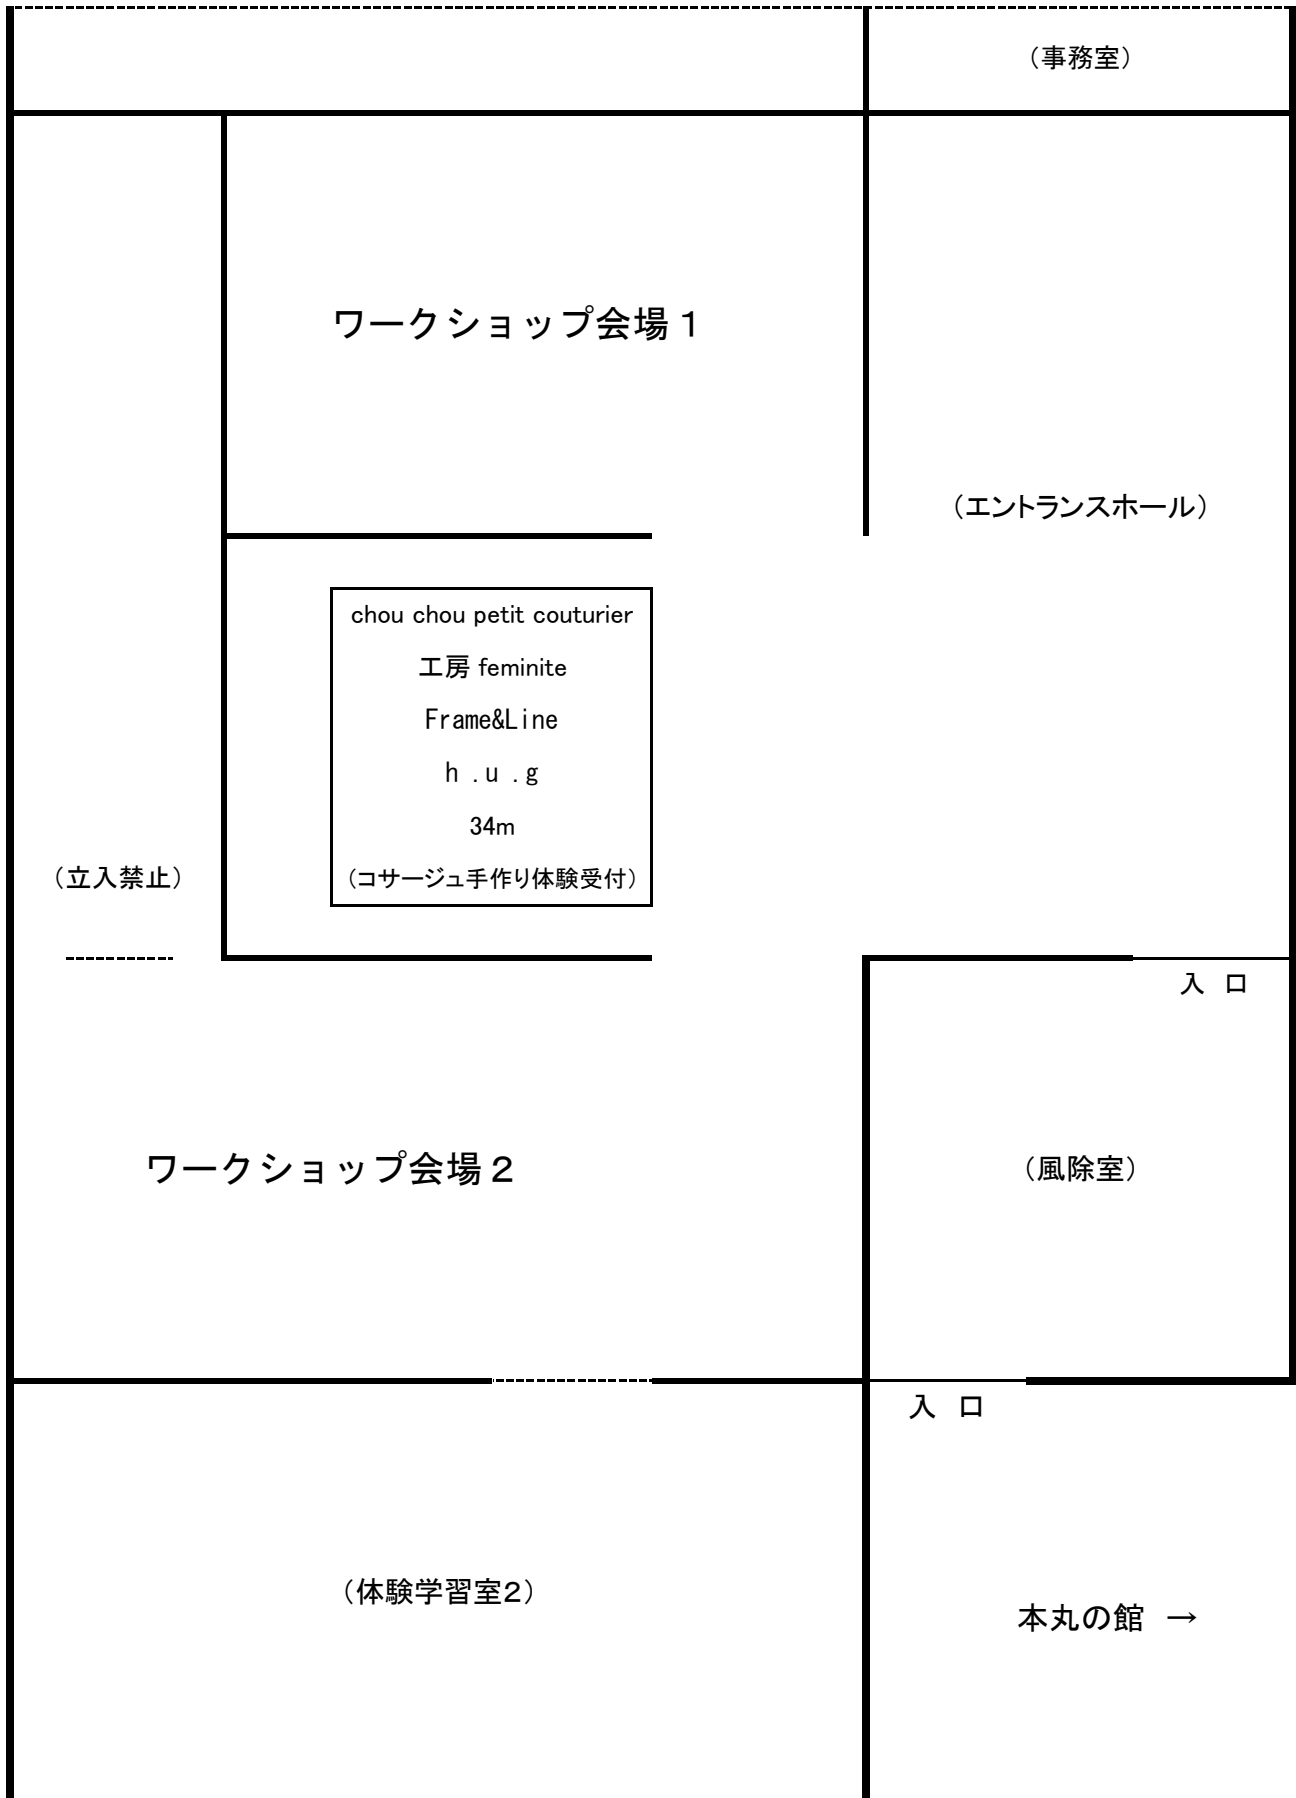 （事務室）
ワークショップ会場１
（エントランスホール）
chou chou petit couturier
工房 feminite
Frame&Line
ｈ．ｕ．ｇ
34m
（コサージュ手作り体験受付）
（立入禁止）
入　口
ワークショップ会場２
（風除室）
入　口
（体験学習室2）
本丸の館　→